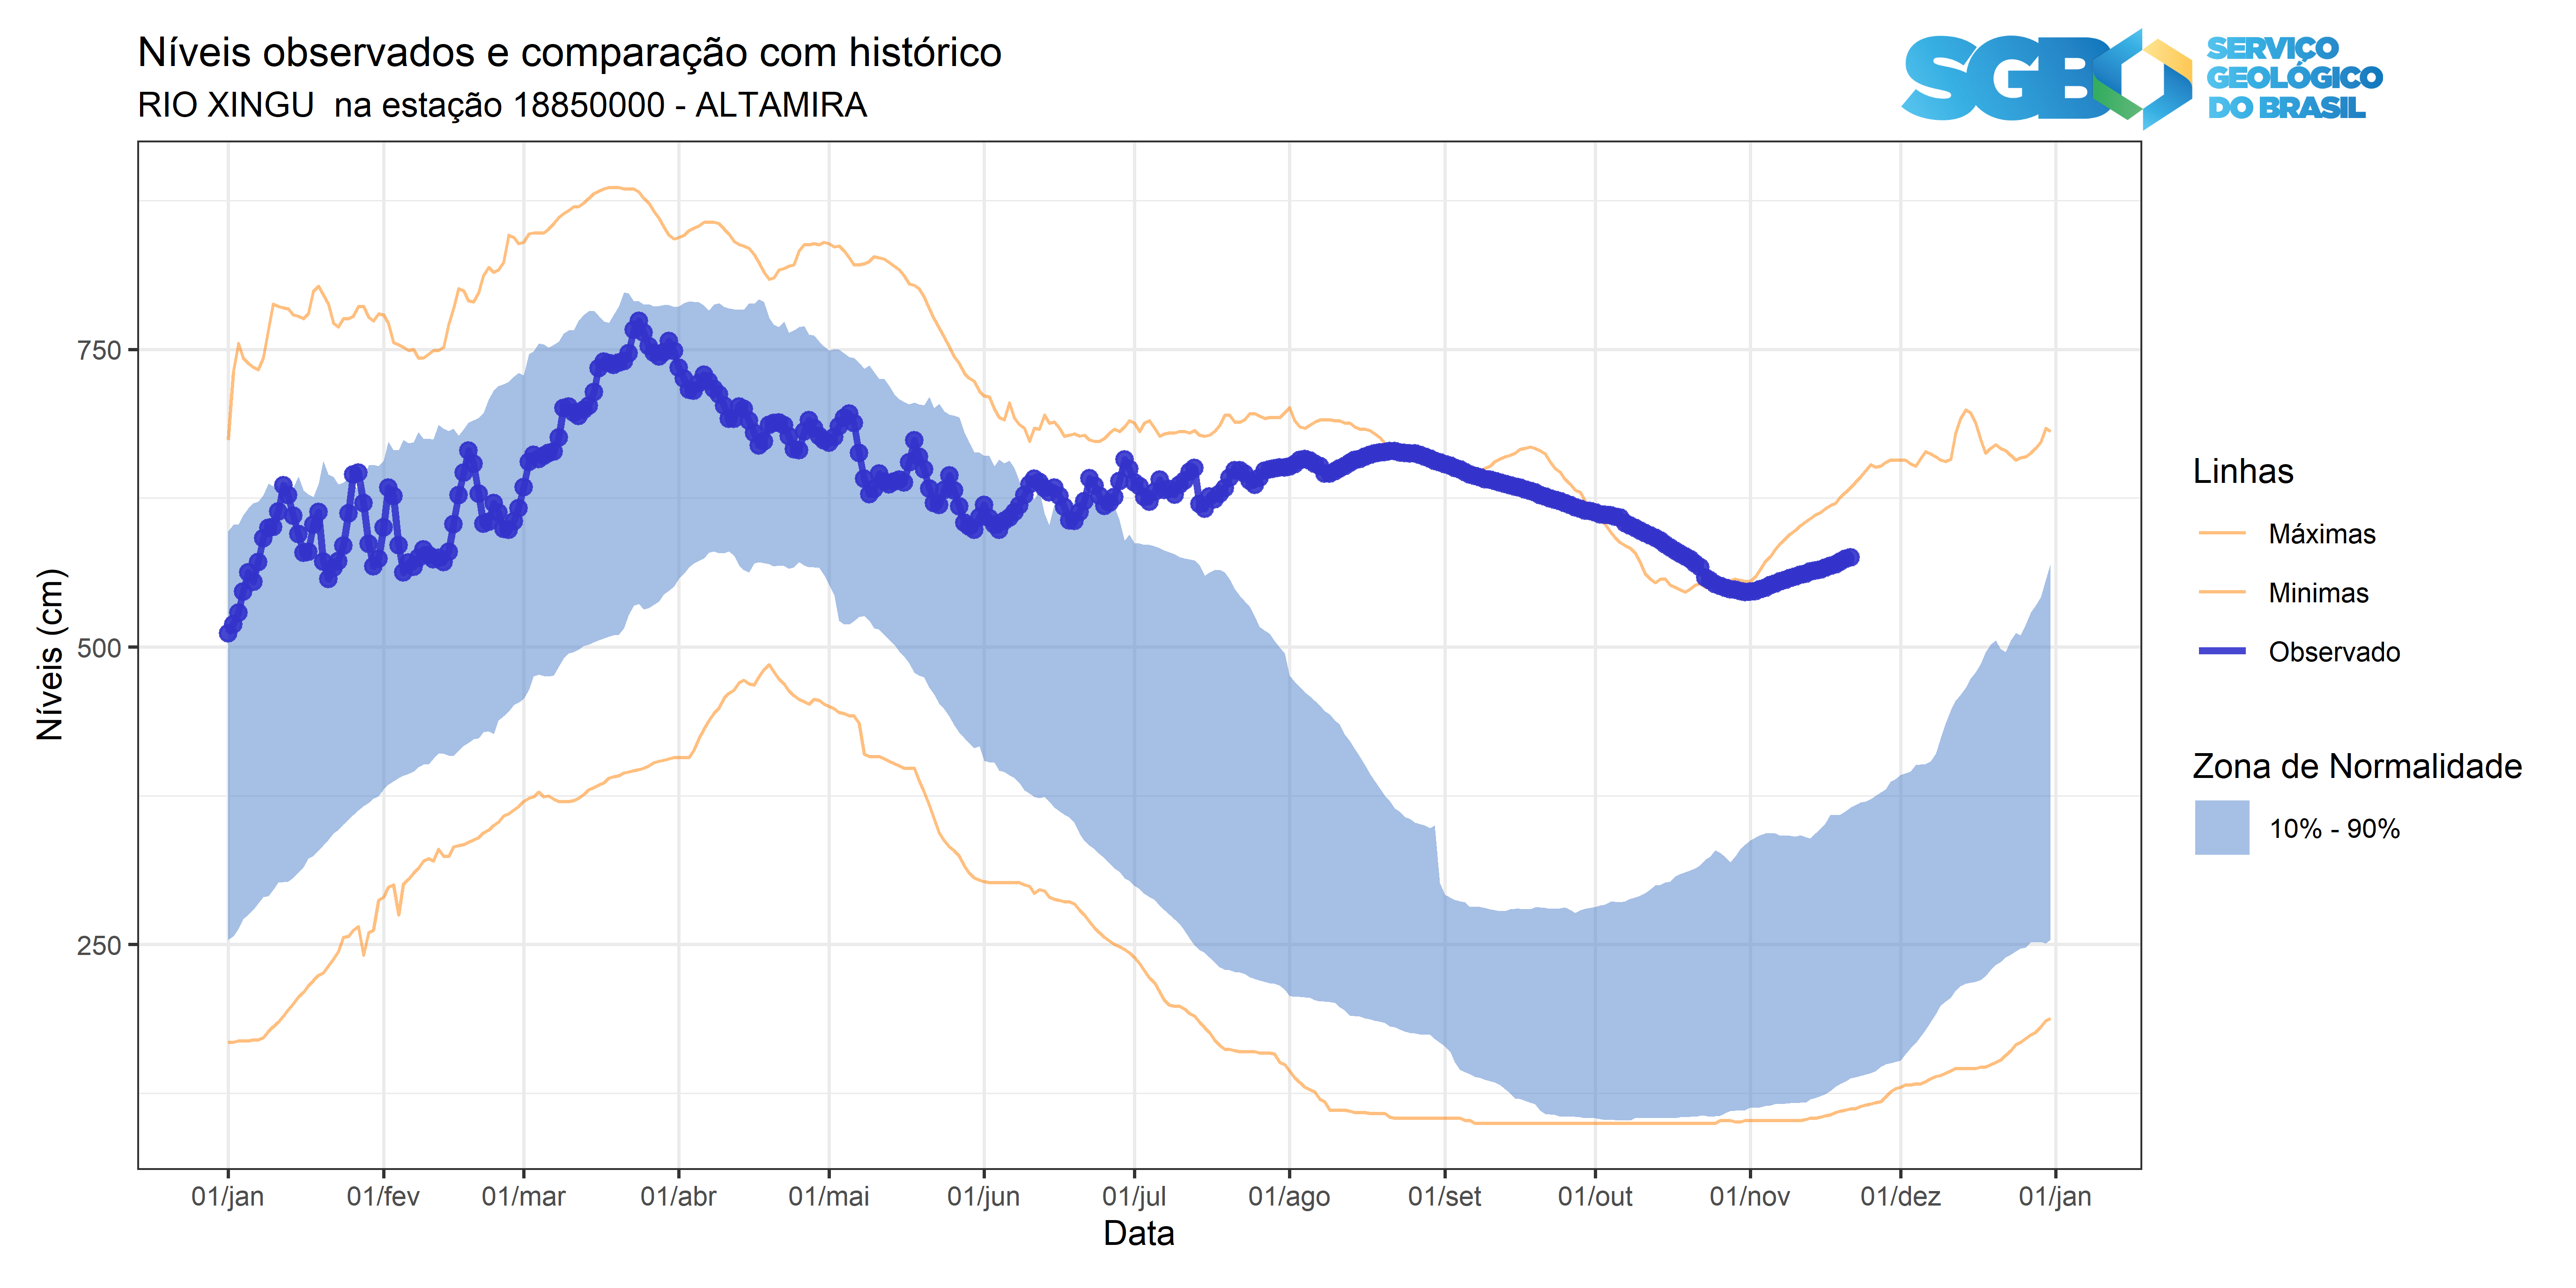 Níveis observados e comparação com histórico
RIO XINGU na estação 18850000 - ALTAMIRA
SGB
SERVIÇO
GEOLÓGICO
DO BRASIL
Níveis (cm)
750
500
250
01/jan
01/fev
01/mar
01/abr
01/mai
01/jun
01/jul
01/ago
01/set
01/out
01/nov
01/dez
01/jan
Data
Linhas
Máximas
Minimas
Observado
Zona de Normalidade
10% - 90%